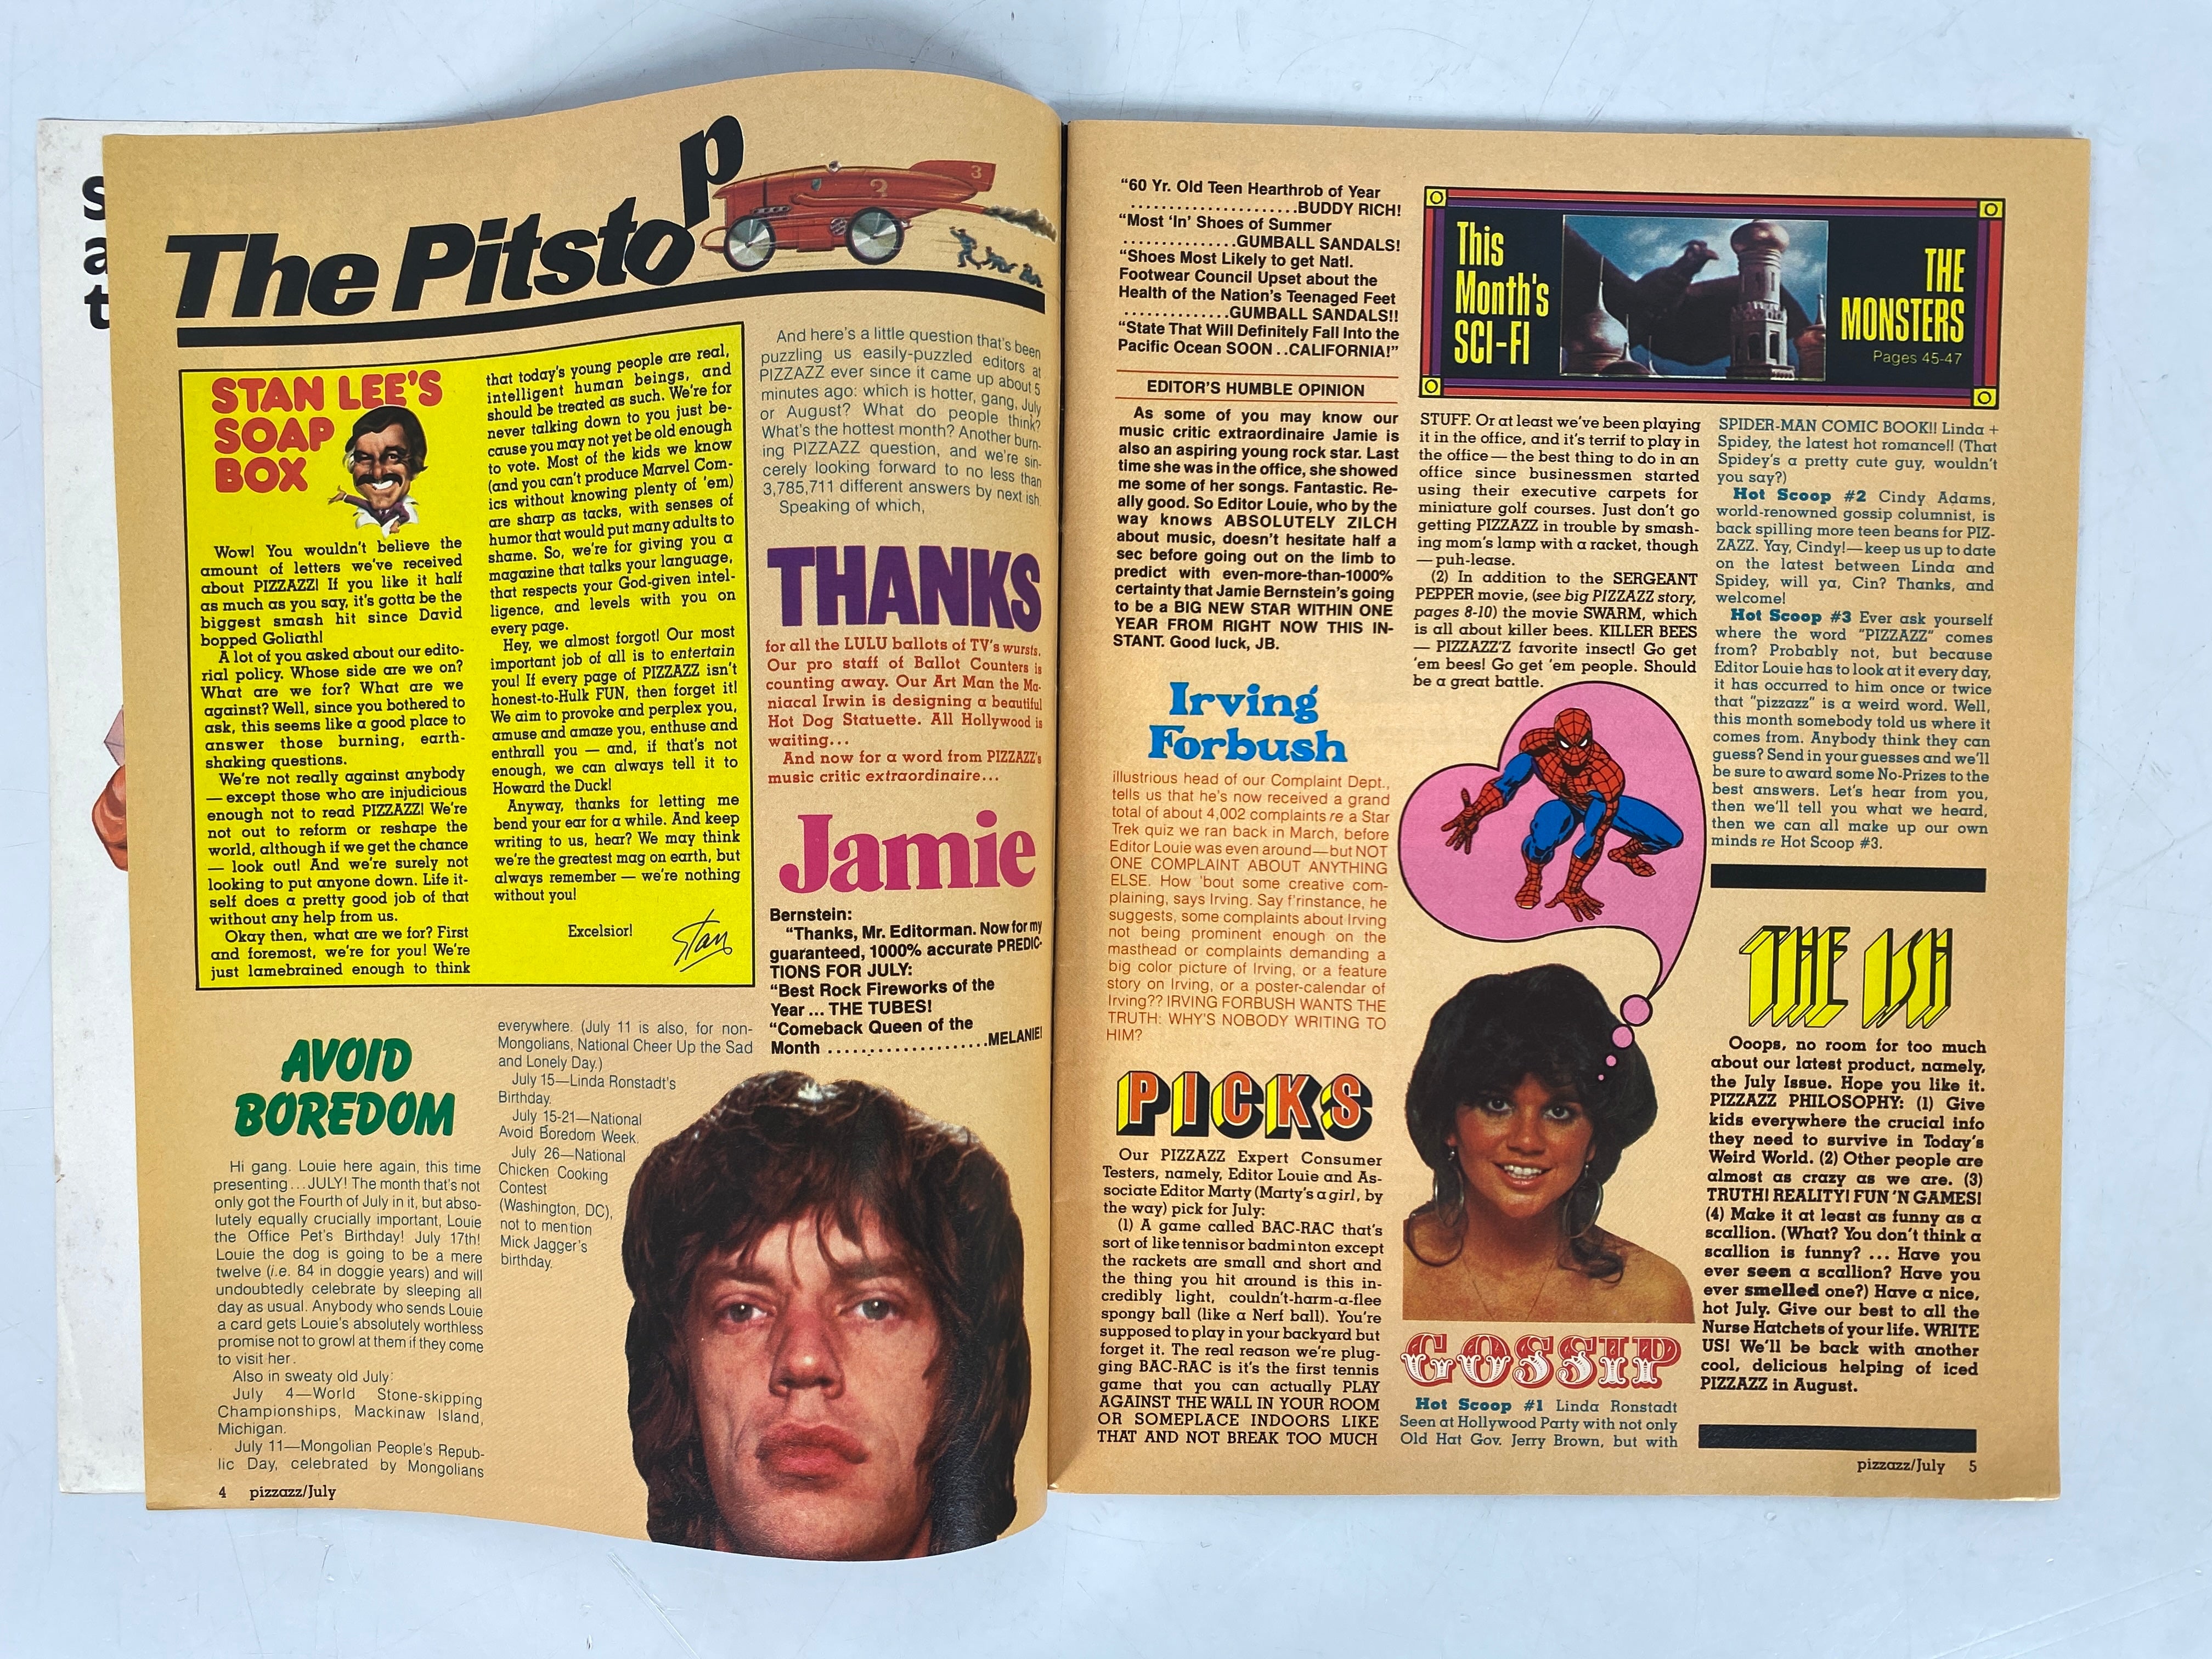 s
a
t
The Pitstop
3
STAN LEE'S
SOAP
BOX
Wow! You wouldn't believe the
amount of letters we've received
about PIZZAZZ! If you like it half
as much as you say, it's gotta be the
biggest smash hit since David
bopped Goliath!
A lot of you asked about our edito-
rial policy. Whose side are we on?
What are we for? What are we
against? Well, since you bothered to
ask, this seems like a good place to
answer those burning, earth-
shaking questions.
We're not really against anybody
— except those who are injudicious
enough not to read PIZZAZZ! We're
not out to reform or reshape the
world, although if we get the chance
— look out! And we're surely not
looking to put anyone down. Life it-
self does a pretty good job of that
without any help from us.
Okay then, what are we for? First
and foremost, we're for you! We're
just lamebrained enough to think
that today's young people are real,
intelligent human beings, and
should be treated as such. We're for
never talking down to you just be-
cause you may not yet be old enough
to vote. Most of the kids we know
(and you can't produce Marvel Com-
ics without knowing plenty of 'em)
are sharp as tacks, with senses of
humor that would put many adults to
shame. So, we're for giving you a
magazine that talks your language,
that respects your God-given intel-
ligence, and levels with you on
every page.
Hey, we almost forgot! Our most
important job of all is to entertain
you! If every page of PIZZAZZ isn't
honest-to-Hulk FUN, then forget it!
We aim to provoke and perplex you,
amuse and amaze you, enthuse and
enthrall you — and, if that's not
enough, we can always tell it to
Howard the Duck!
Anyway, thanks for letting me
bend your ear for a while. And keep
writing to us, hear? We may think
we're the greatest mag on earth, but
always remember — we're nothing
without you!
Excelsior!
Stan
AVOID
BOREDOM
Hi gang. Louie here again, this time
presenting...JULY! The month that's not
only got the Fourth of July in it, but abso-
lutely equally crucially important, Louie
the Office Pet's Birthday! July 17th!
Louie the dog is going to be a mere
twelve (i.e. 84 in doggie years) and will
undoubtedly celebrate by sleeping all
day as usual. Anybody who sends Louie
a card gets Louie's absolutely worthless
promise not to growl at them if they come
to visit her.
Also in sweaty old July:
July 4—World Stone-skipping
Championships, Mackinaw Island,
Michigan.
July 11—Mongolian People's Repub-
lic Day, celebrated by Mongolians
everywhere. (July 11 is also, for non-
Mongolians, National Cheer Up the Sad
and Lonely Day.)
July 15—Linda Ronstadt's
Birthday.
July 15-21—National
Avoid Boredom Week.
July 26—National
Chicken Cooking
Contest
(Washington, DC),
not to mention
Mick Jagger's
birthday.
And here's a little question that's been
puzzling us easily-puzzled editors at
PIZZAZZ ever since it came up about 5
minutes ago: which is hotter, gang, July
or August? What do people think?
What's the hottest month? Another burn-
ing PIZZAZZ question, and we're sin-
cerely looking forward to no less than
3,785,711 different answers by next ish.
Speaking of which,
THANKS
for all the LULU ballots of TV's wursts.
Our pro staff of Ballot Counters is
counting away. Our Art Man the Ma-
niacal Irwin is designing a beautiful
Hot Dog Statuette. All Hollywood is
waiting...
And now for a word from PIZZAZZ's
music critic extraordinaire...
Jamie
Bernstein:
"Thanks, Mr. Editorman. Now for my
guaranteed, 1000% accurate PREDIC-
TIONS FOR JULY:
"Best Rock Fireworks of the
Year ... THE TUBES!
"Comeback Queen of the
Month .....................MELANIE!
4 pizzazz/July
"60 Yr. Old Teen Hearthrob of Year
......................BUDDY RICH!
"Most 'In' Shoes of Summer
...............GUMBALL SANDALS!
"Shoes Most Likely to get Natl.
Footwear Council Upset about the
Health of the Nation's Teenaged Feet
..............GUMBALL SANDALS!!
"State That Will Definitely Fall Into the
Pacific Ocean SOON ..CALIFORNIA!"
EDITOR'S HUMBLE OPINION
As some of you may know our
music critic extraordinaire Jamie is
also an aspiring young rock star. Last
time she was in the office, she showed
me some of her songs. Fantastic. Re-
ally good. So Editor Louie, who by the
way knows ABSOLUTELY ZILCH
about music, doesn't hesitate half a
sec before going out on the limb to
predict with even-more-than-1000%
certainty that Jamie Bernstein's going
to be a BIG NEW STAR WITHIN ONE
YEAR FROM RIGHT NOW THIS IN-
STANT. Good luck, JB.
Irving
Forbush
illustrious head of our Complaint Dept.,
tells us that he's now received a grand
total of about 4,002 complaints re a Star
Trek quiz we ran back in March, before
Editor Louie was even around—but NOT
ONE COMPLAINT ABOUT ANYTHING
ELSE. How 'bout some creative com-
plaining, says Irving. Say f'rinstance, he
suggests, some complaints about Irving
not being prominent enough on the
masthead or complaints demanding a
big color picture of Irving, or a feature
story on Irving, or a poster-calendar of
Irving?? IRVING FORBUSH WANTS THE
TRUTH: WHY'S NOBODY WRITING TO
HIM?
PICKS
Our PIZZAZZ Expert Consumer
Testers, namely, Editor Louie and As-
sociate Editor Marty (Marty's a girl, by
the way) pick for July:
(1) A game called BAC-RAC that's
sort of like tennis or badminton except
the rackets are small and short and
the thing you hit around is this in-
credibly light, couldn't-harm-a-flee
spongy ball (like a Nerf ball). You're
supposed to play in your backyard but
forget it. The real reason we're plug-
ging BAC-RAC is it's the first tennis
game that you can actually PLAY
AGAINST THE WALL IN YOUR ROOM
OR SOMEPLACE INDOORS LIKE
THAT AND NOT BREAK TOO MUCH
This
Month's
SCI-FI
THE
MONSTERS
Pages 45-47
STUFF. Or at least we've been playing
it in the office, and it's terrif to play in
the office — the best thing to do in an
office since businessmen started
using their executive carpets for
miniature golf courses. Just don't go
getting PIZZAZZ in trouble by smash-
ing mom's lamp with a racket, though
— puh-lease.
(2) In addition to the SERGEANT
PEPPER movie, (see big PIZZAZZ story,
pages 8-10) the movie SWARM, which
is all about killer bees. KILLER BEES
— PIZZAZZ'Z favorite insect! Go get
'em bees! Go get 'em people. Should
be a great battle.
GOSSIP
Hot Scoop #1 Linda Ronstadt
Seen at Hollywood Party with not only
Old Hat Gov. Jerry Brown, but with
SPIDER-MAN COMIC BOOK!! Linda +
Spidey, the latest hot romance!! (That
Spidey's a pretty cute guy, wouldn't
you say?)
Hot Scoop #2 Cindy Adams,
world-renowned gossip columnist, is
back spilling more teen beans for PIZ-
ZAZZ. Yay, Cindy!—keep us up to date
on the latest between Linda and
Spidey, will ya, Cin? Thanks, and
welcome!
Hot Scoop #3 Ever ask yourself
where the word "PIZZAZZ" comes
from? Probably not, but because
Editor Louie has to look at it every day,
it has occurred to him once or twice
that "pizzazz" is a weird word. Well,
this month somebody told us where it
comes from. Anybody think they can
guess? Send in your guesses and we'll
be sure to award some No-Prizes to the
best answers. Let's hear from you,
then we'll tell you what we heard,
then we can all make up our own
minds re Hot Scoop #3.
THE ISH
Ooops, no room for too much
about our latest product, namely,
the July Issue. Hope you like it.
PIZZAZZ PHILOSOPHY: (1) Give
kids everywhere the crucial info
they need to survive in Today's
Weird World. (2) Other people are
almost as crazy as we are. (3)
TRUTH! REALITY! FUN 'N GAMES!
(4) Make it at least as funny as a
scallion. (What? You don't think a
scallion is funny? ... Have you
ever seen a scallion? Have you
ever smelled one?) Have a nice,
hot July. Give our best to all the
Nurse Hatchets of your life. WRITE
US! We'll be back with another
cool, delicious helping of iced
PIZZAZZ in August.
pizzazz/July 5